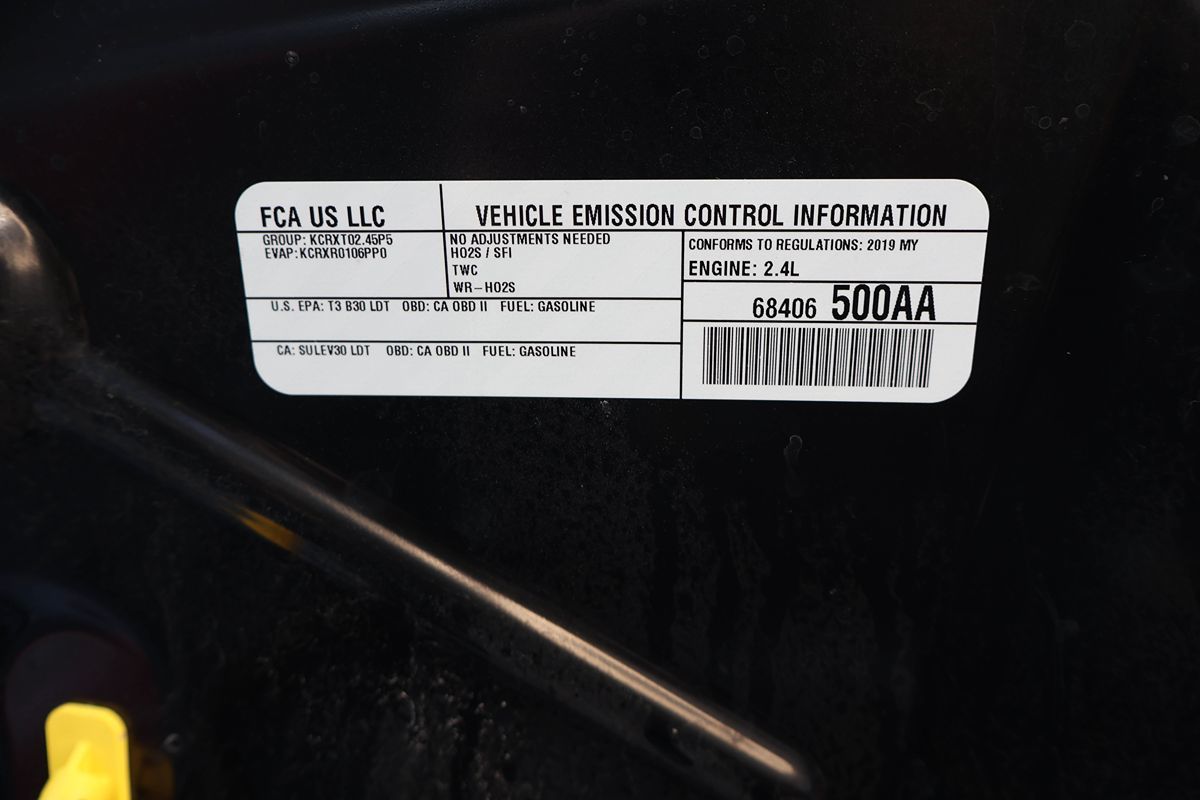 FCA US LLC
VEHICLE EMISSION CONTROL INFORMATION
GROUP: KCRXT02.45P5
EVAP: KCRXR0106PP0
NO ADJUSTMENTS NEEDED
HO2S / SFI
TWC
WR-HO2S
CONFORMS TO REGULATIONS: 2019 MY
ENGINE: 2.4L
68406 500AA
U.S. EPA: T3 B30 LDT OBD: CA OBD II FUEL: GASOLINE
CA: SULEV30 LDT OBD: CA OBD II FUEL: GASOLINE